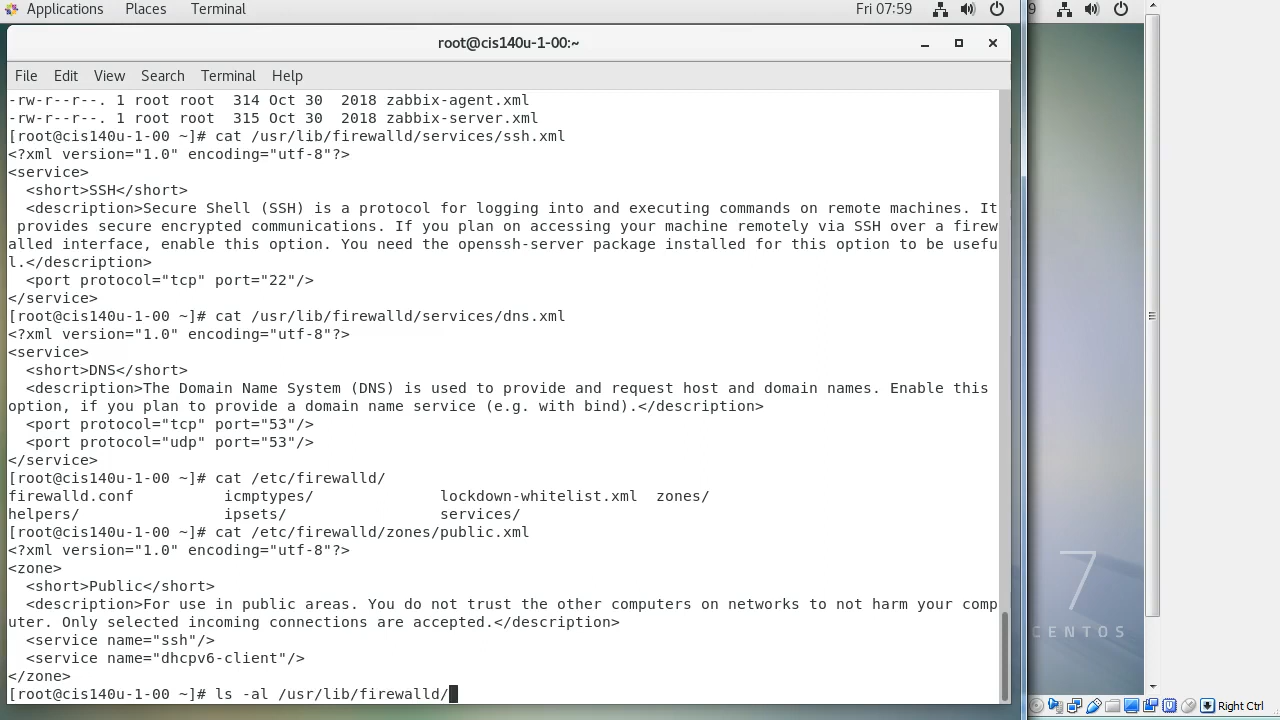 Applications Places Terminal Fri 07:59
root@cis140u-1-00:~
File Edit View Search Terminal Help
-rw-r--r--. 1 root root  314 Oct 30  2018 zabbix-agent.xml
-rw-r--r--. 1 root root  315 Oct 30  2018 zabbix-server.xml
[root@cis140u-1-00 ~]# cat /usr/lib/firewalld/services/ssh.xml
<?xml version="1.0" encoding="utf-8"?>
<service>
  <short>SSH</short>
  <description>Secure Shell (SSH) is a protocol for logging into and executing commands on remote machines. It
 provides secure encrypted communications. If you plan on accessing your machine remotely via SSH over a firew
alled interface, enable this option. You need the openssh-server package installed for this option to be usefu
l.</description>
  <port protocol="tcp" port="22"/>
</service>
[root@cis140u-1-00 ~]# cat /usr/lib/firewalld/services/dns.xml
<?xml version="1.0" encoding="utf-8"?>
<service>
  <short>DNS</short>
  <description>The Domain Name System (DNS) is used to provide and request host and domain names. Enable this
option, if you plan to provide a domain name service (e.g. with bind).</description>
  <port protocol="tcp" port="53"/>
  <port protocol="udp" port="53"/>
</service>
[root@cis140u-1-00 ~]# cat /etc/firewalld/
firewalld.conf          icmptypes/              lockdown-whitelist.xml  zones/
helpers/                ipsets/                 services/
[root@cis140u-1-00 ~]# cat /etc/firewalld/zones/public.xml
<?xml version="1.0" encoding="utf-8"?>
<zone>
  <short>Public</short>
  <description>For use in public areas. You do not trust the other computers on networks to not harm your comp
uter. Only selected incoming connections are accepted.</description>
  <service name="ssh"/>
  <service name="dhcpv6-client"/>
</zone>
[root@cis140u-1-00 ~]# ls -al /usr/lib/firewalld/
9
7
CENTOS
Right Ctrl